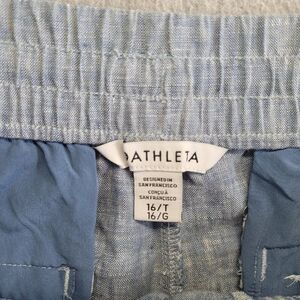 ATHLETA
DESIGNED IN
SAN FRANCISCO
CONÇU À
SAN FRANCISCO
16/T
16/G